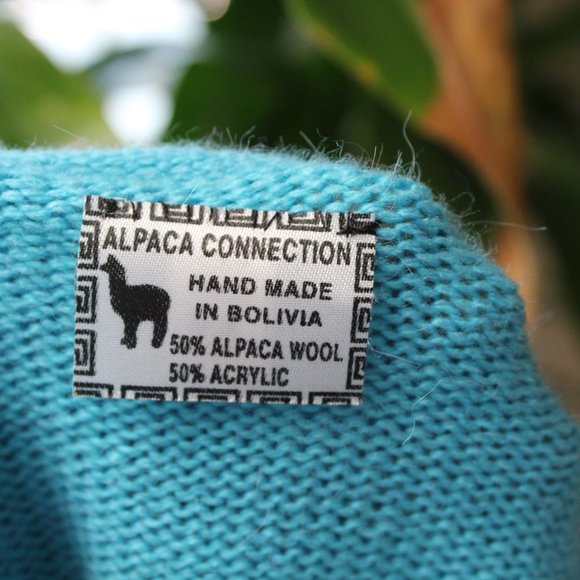 ALPACA CONNECTION
HAND MADE
IN BOLIVIA
50% ALPACA WOOL
50% ACRYLIC